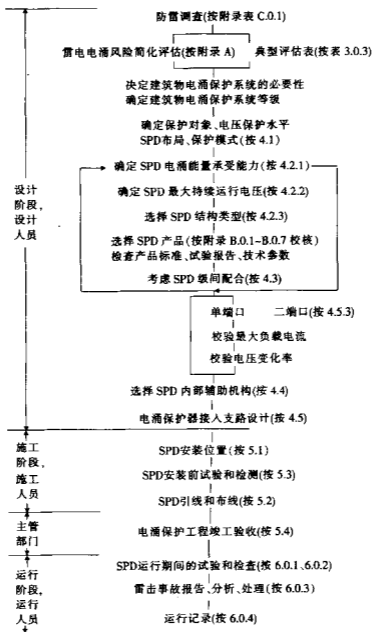 防雷调查(按附录表C.0.1)
雷电电涌风险简化评估(按附录A)
典型评估表(按表3.0.3)
决定建筑物电涌保护系统的必要性
确定建筑物电涌保护系统等级
确定保护对象、电压保护水平
SPD布局、保护模式(按4.1)
确定SPD电涌能量承受能力(按4.2.1)
确定SPD最大持续运行电压(按4.2.2)
选择SPD结构类型(按4.2.3)
选择SPD产品(按附录B.0.1~B.0.7校核)
检查产品标准、试验报告、技术参数
考虑SPD级间配合(按4.3)
单端口
二端口(按4.5.3)
校验最大负载电流
校验电压变化率
选择SPD内部辅助机构(按4.4)
电涌保护器接入支路设计(按4.5)
设计
阶段,
设计
人员
SPD安装位置(按5.1)
SPD安装前试验和检测(按5.3)
SPD引线和布线(按5.2)
施工
阶段,
施工
人员
电涌保护工程竣工验收(按5.4)
主管
部门
SPD运行期间的试验和检查(按6.0.1、6.0.2)
雷击事故报告、分析、处理(按6.0.3)
运行记录(按6.0.4)
运行
阶段,
运行
人员